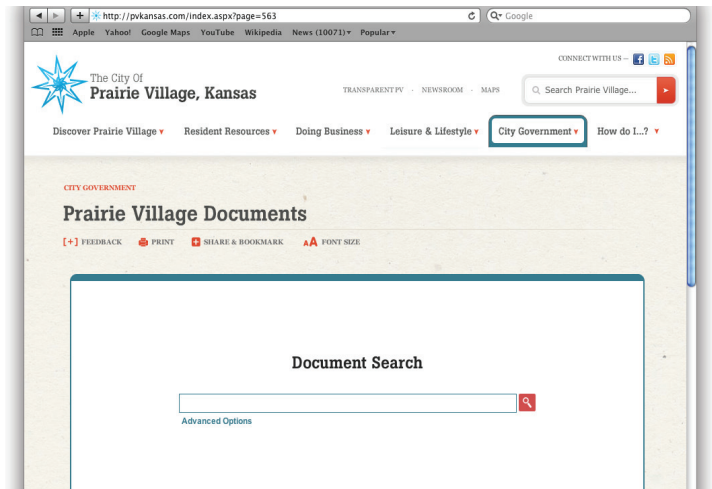 http://pvkansas.com/index.aspx?page=563
Google
Apple Yahoo! Google Maps YouTube Wikipedia News (10071) Popular
CONNECT WITH US —
The City Of
Prairie Village, Kansas
TRANSPARENT PV · NEWSROOM · MAPS
Search Prairie Village...
Discover Prairie Village Resident Resources Doing Business Leisure & Lifestyle City Government How do I...?
CITY GOVERNMENT
Prairie Village Documents
[+] FEEDBACK PRINT SHARE & BOOKMARK AA FONT SIZE
Document Search
Advanced Options